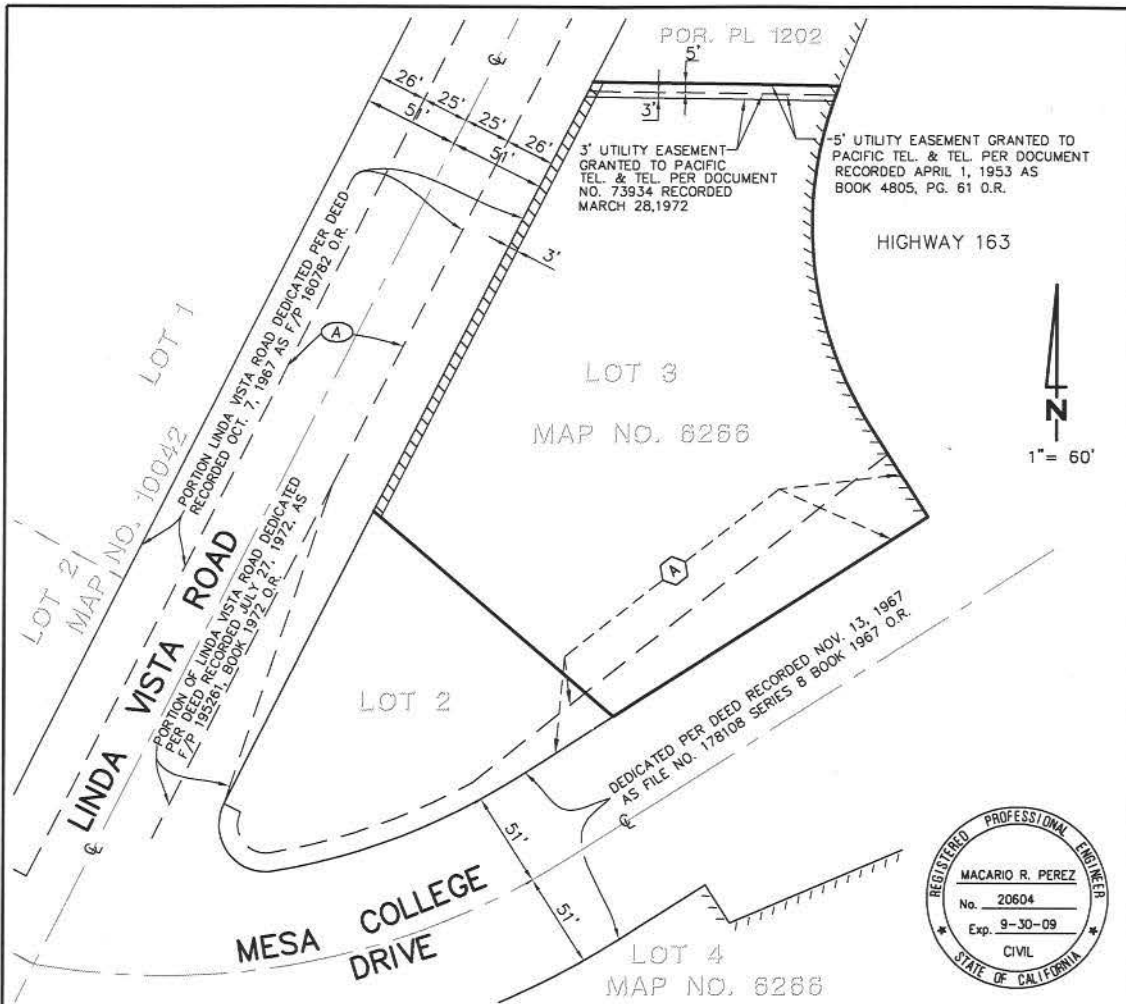 POR. PL 1202
5'
26'
25'
25'
26'
51'
51'
3'
3' UTILITY EASEMENT
GRANTED TO PACIFIC
TEL. & TEL. PER DOCUMENT
NO. 73934 RECORDED
MARCH 28,1972
5' UTILITY EASEMENT GRANTED TO
PACIFIC TEL. & TEL. PER DOCUMENT
RECORDED APRIL 1, 1953 AS
BOOK 4805, PG. 61 O.R.
HIGHWAY 163
3'
PORTION LINDA VISTA ROAD DEDICATED PER DEED
RECORDED OCT. 7, 1967 AS F/P 160782 O.R.
A
LOT 1
LOT 3
MAP NO. 6266
N
1"= 60'
LOT 2
MAP NO. 10042
LINDA VISTA ROAD
PORTION OF LINDA VISTA ROAD DEDICATED
PER DEED RECORDED JULY 27, 1972, AS
F/P 195261, BOOK 1972 O.R.
A
LOT 2
DEDICATED PER DEED RECORDED NOV. 13, 1967
AS FILE NO. 178108 SERIES 8 BOOK 1967 O.R.
51'
51'
MESA COLLEGE
DRIVE
LOT 4
MAP NO. 6266
REGISTERED PROFESSIONAL ENGINEER
MACARIO R. PEREZ
No. 20604
Exp. 9-30-09
CIVIL
STATE OF CALIFORNIA